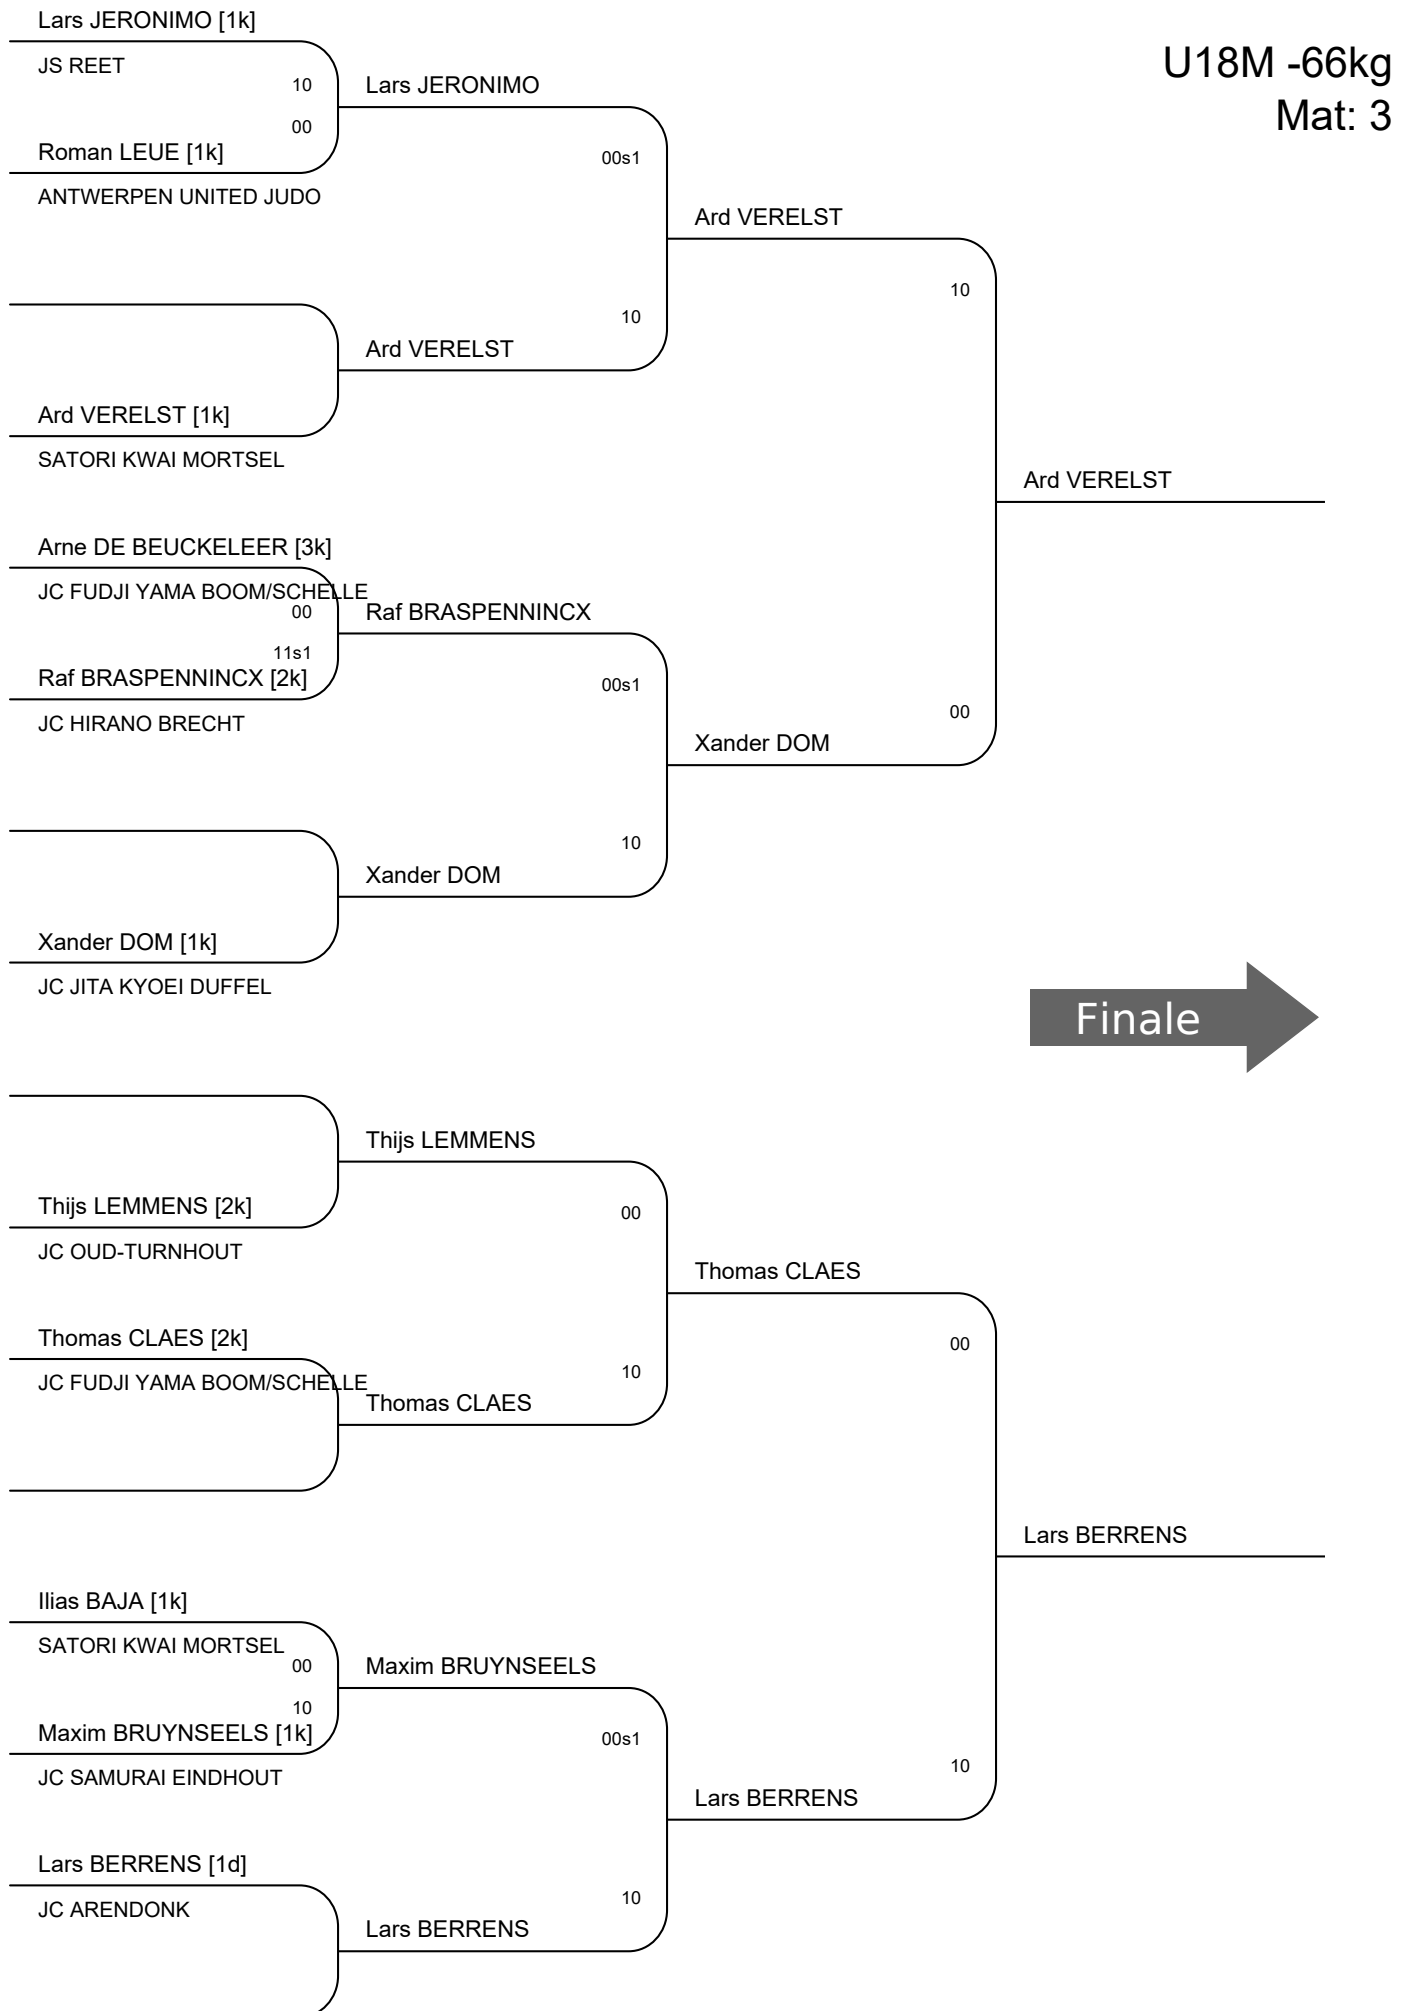 Lars JERONIMO [1k]
U18M -66kg
JS REET
10
Lars JERONIMO
Mat: 3
00
Roman LEUE [1k]
00s1
ANTWERPEN UNITED JUDO
Ard VERELST
10
10
Ard VERELST
Ard VERELST [1k]
SATORI KWAI MORTSEL
Ard VERELST
Arne DE BEUCKELEER [3k]
JC FUDJI YAMA BOOM/SCHELLE
00
Raf BRASPENNINCX
11s1
Raf BRASPENNINCX [2k]
00s1
JC HIRANO BRECHT
00
Xander DOM
10
Xander DOM
Xander DOM [1k]
JC JITA KYOEI DUFFEL
Finale
Thijs LEMMENS
Thijs LEMMENS [2k]
00
JC OUD-TURNHOUT
Thomas CLAES
Thomas CLAES [2k]
00
JC FUDJI YAMA BOOM/SCHELLE
10
Thomas CLAES
Lars BERRENS
Ilias BAJA [1k]
SATORI KWAI MORTSEL
00
Maxim BRUYNSEELS
10
Maxim BRUYNSEELS [1k]
00s1
JC SAMURAI EINDHOUT
10
Lars BERRENS
Lars BERRENS [1d]
10
JC ARENDONK
Lars BERRENS